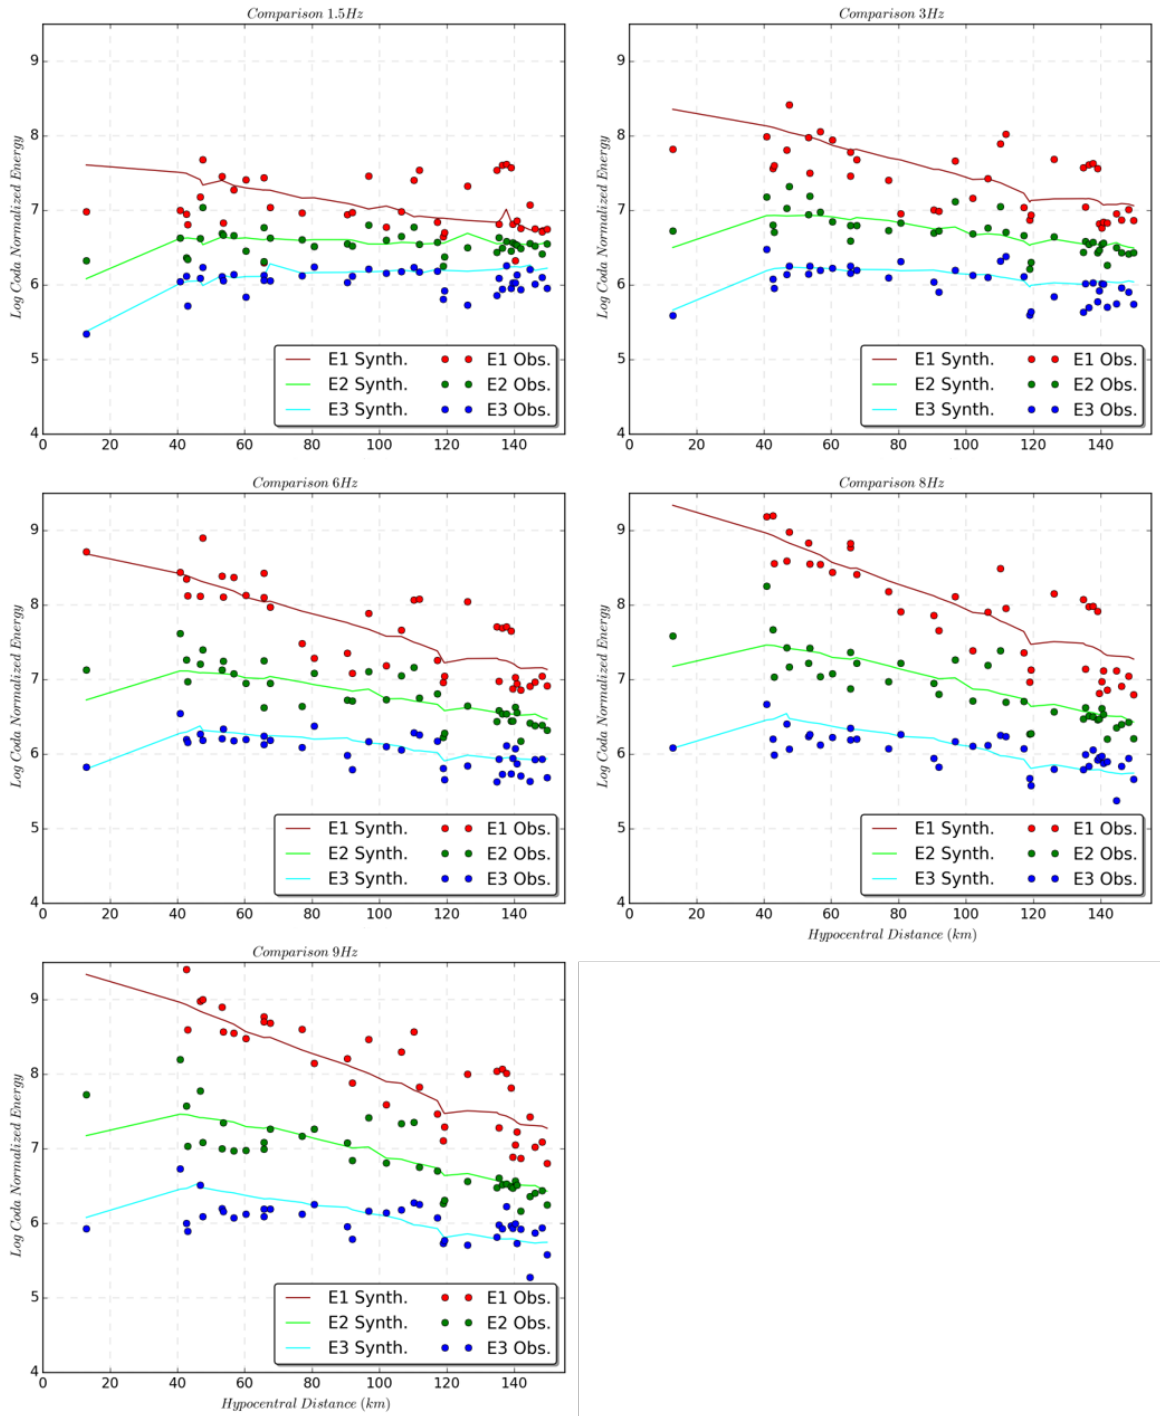 Comparison 1.5Hz
Log Coda Normalized Energy
9
8
7
6
5
4
0 20 40 60 80 100 120 140
E1 Synth. E1 Obs.
E2 Synth. E2 Obs.
E3 Synth. E3 Obs.
Comparison 3Hz
Log Coda Normalized Energy
9
8
7
6
5
4
0 20 40 60 80 100 120 140
E1 Synth. E1 Obs.
E2 Synth. E2 Obs.
E3 Synth. E3 Obs.
Comparison 6Hz
Log Coda Normalized Energy
9
8
7
6
5
4
0 20 40 60 80 100 120 140
E1 Synth. E1 Obs.
E2 Synth. E2 Obs.
E3 Synth. E3 Obs.
Comparison 8Hz
Log Coda Normalized Energy
9
8
7
6
5
4
0 20 40 60 80 100 120 140
Hypocentral Distance (km)
E1 Synth. E1 Obs.
E2 Synth. E2 Obs.
E3 Synth. E3 Obs.
Comparison 9Hz
Log Coda Normalized Energy
9
8
7
6
5
4
0 20 40 60 80 100 120 140
Hypocentral Distance (km)
E1 Synth. E1 Obs.
E2 Synth. E2 Obs.
E3 Synth. E3 Obs.